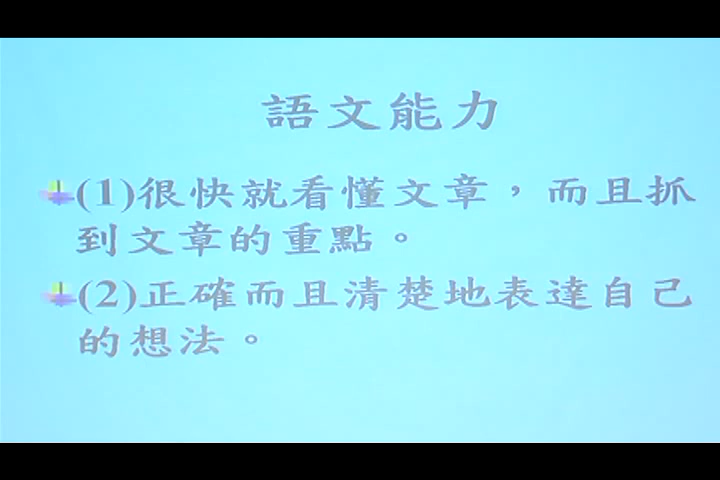 語文能力
(1)很快就看懂文章，而且抓
到文章的重點。
(2)正確而且清楚地表達自己
的想法。